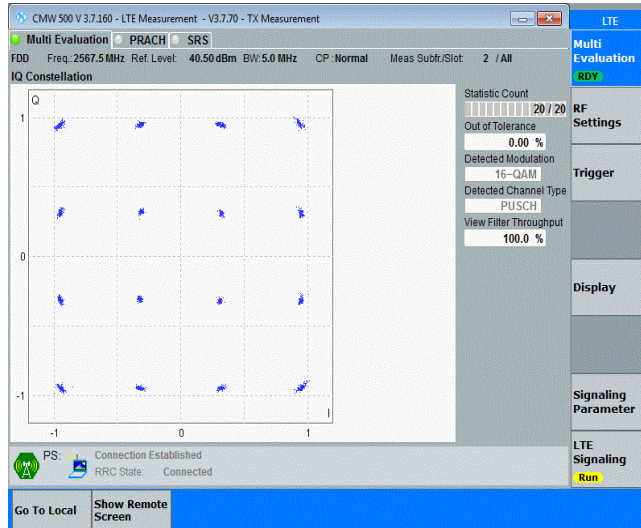 CMW 500 V 3.7.160 - LTE Measurement - V3.7.70 - TX Measurement
LTE
Multi Evaluation PRACH SRS
FDD Freg.:2567.5 MHz Ref. Level: 40.50 dBm BW:5.0 MHz CP :Normal Meas Subfr./Slot: 2 / All
IQ Constellation
Q
1
0
-1
-1 0 1
I
Statistic Count
20 / 20
Out of Tolerance
0.00 %
Detected Modulation
16-QAM
Detected Channel Type
PUSCH
View Filter Throughput
100.0 %
Multi
Evaluation
RDY
RF
Settings
Trigger
Display
Signaling
Parameter
LTE
Signaling
Run
PS: Connection Established
RRC State: Connected
Go To Local
Show Remote
Screen